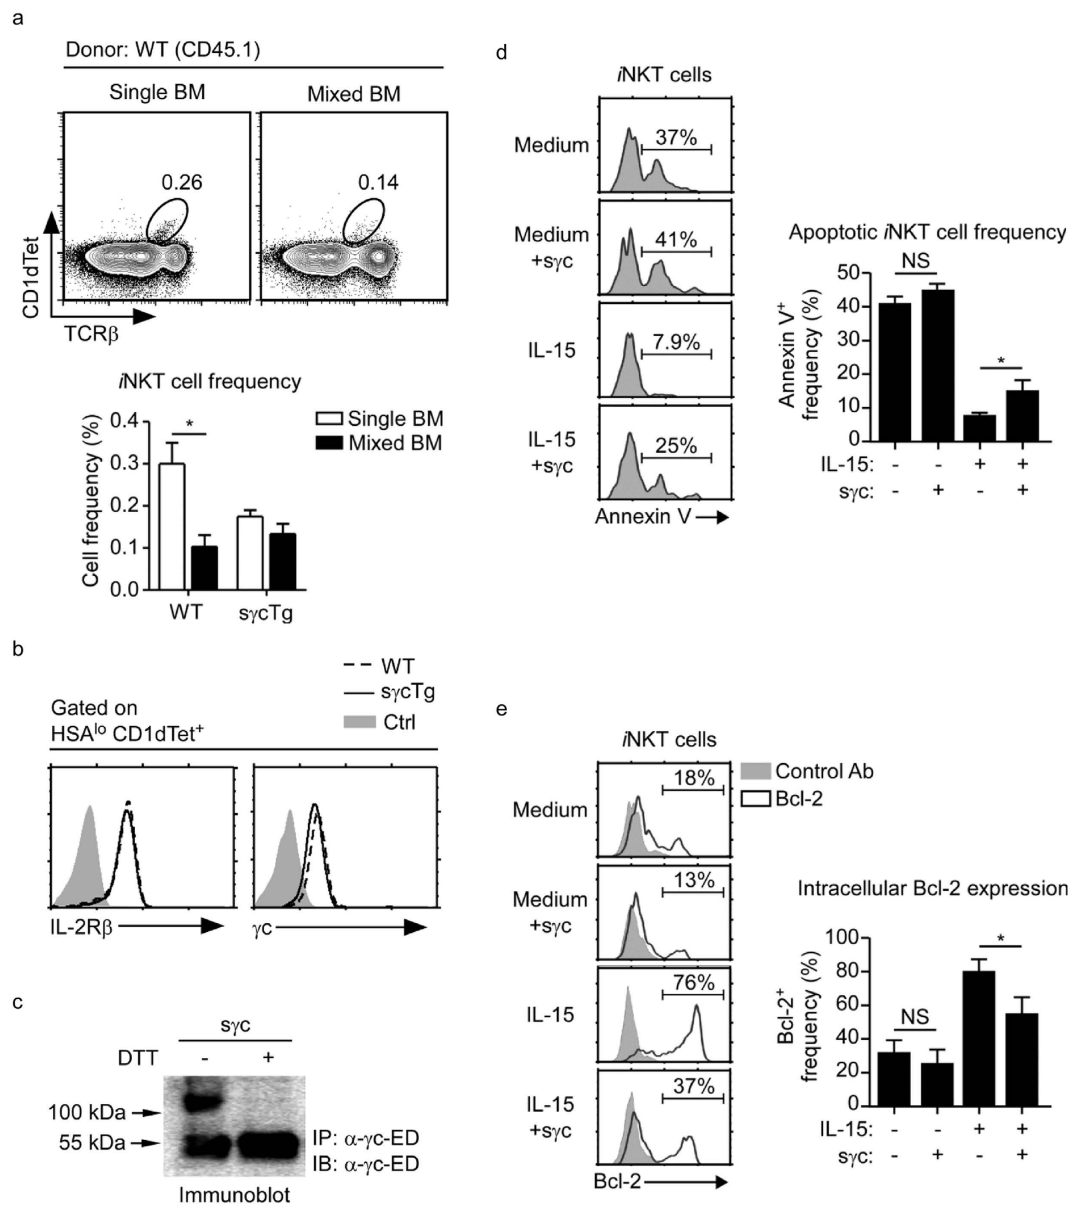 a
Donor: WT (CD45.1)
Single BM
Mixed BM
0.26
0.14
CD1dTet
TCRβ
iNKT cell frequency
Cell frequency (%)
0.4
0.3
0.2
0.1
0.0
*
Single BM
Mixed BM
WT
sγcTg
b
WT
sγcTg
Ctrl
Gated on
HSAlo CD1dTet+
IL-2Rβ
γc
c
sγc
DTT
- +
100 kDa
55 kDa
IP: α-γc-ED
IB: α-γc-ED
Immunoblot
d
iNKT cells
Medium
37%
Medium
+sγc
41%
IL-15
7.9%
IL-15
+sγc
25%
Annexin V
Apoptotic iNKT cell frequency
Annexin V+
frequency (%)
50
40
30
20
10
0
NS
*
IL-15: - - + +
sγc: - + - +
e
iNKT cells
Control Ab
Bcl-2
Medium
18%
Medium
+sγc
13%
IL-15
76%
IL-15
+sγc
37%
Bcl-2
Intracellular Bcl-2 expression
Bcl-2+
frequency (%)
100
80
60
40
20
0
NS
*
IL-15: - - + +
sγc: - + - +